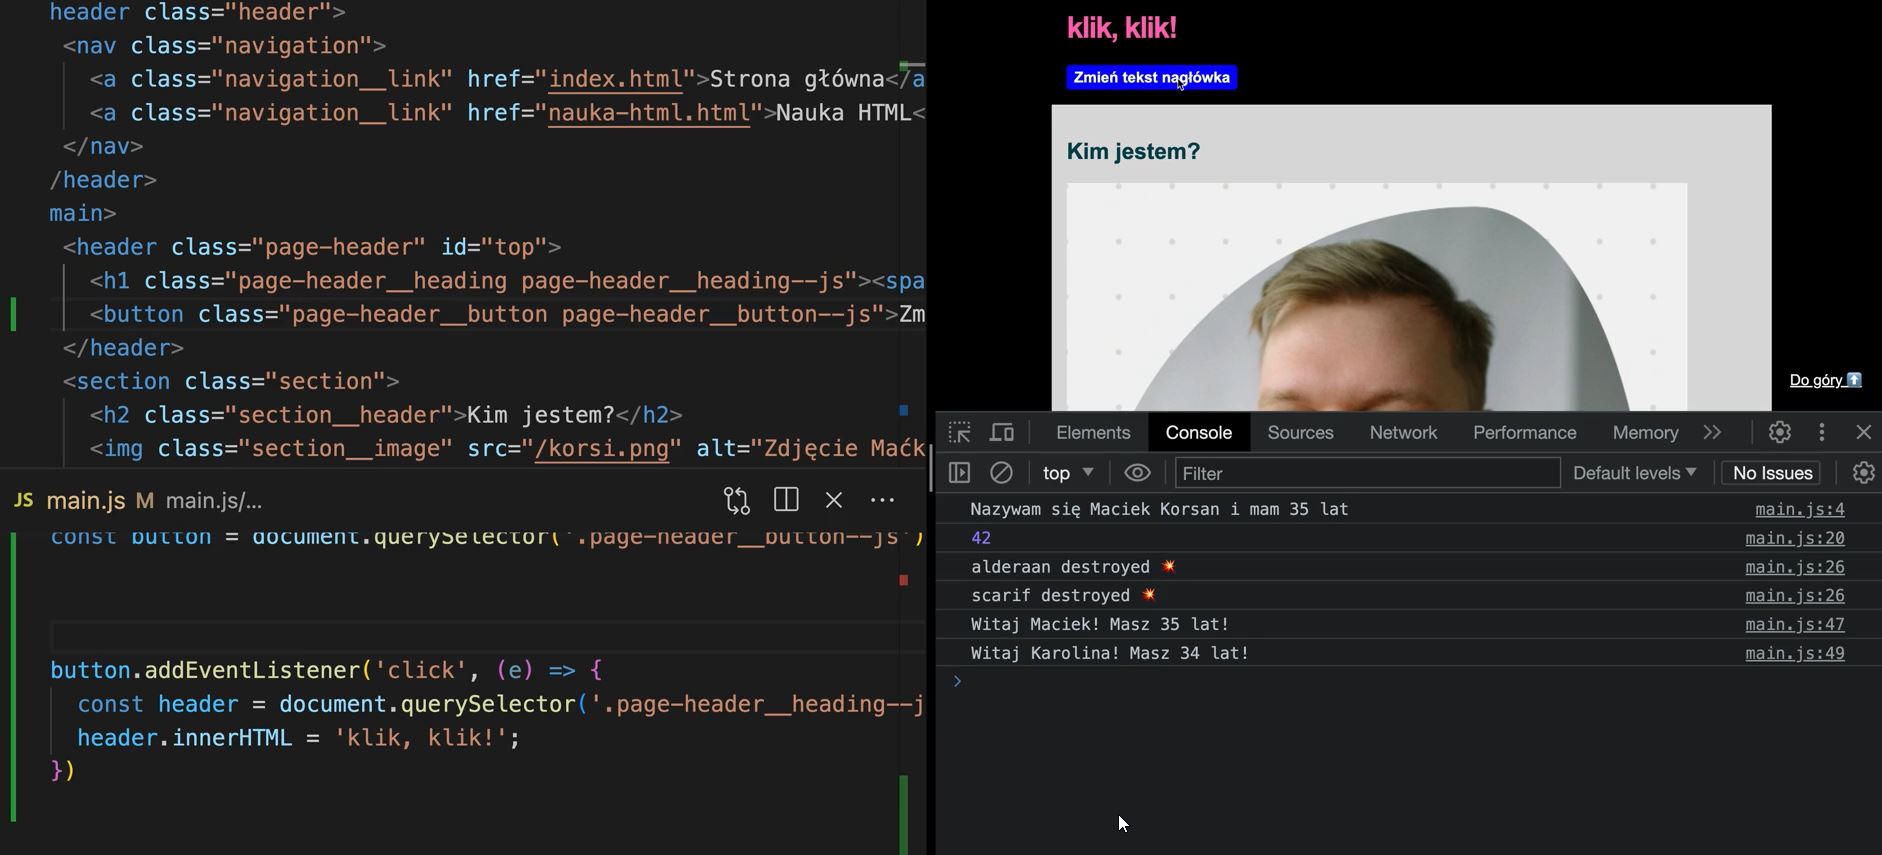 header class="header">
<nav class="navigation">
<a class="navigation__link" href="index.html">Strona główna</a
<a class="navigation__link" href="nauka-html.html">Nauka HTML<
</nav>
/header>
main>
<header class="page-header" id="top">
<h1 class="page-header__heading page-header__heading--js"><spa
<button class="page-header__button page-header__button--js">Zm
</header>
<section class="section">
<h2 class="section__header">Kim jestem?</h2>
<img class="section__image" src="/korsi.png" alt="Zdjęcie Maćk
JS main.js M main.js/...
const button = document.querySelector('.page-header__button--js')
button.addEventListener('click', (e) => {
const header = document.querySelector('.page-header__heading--j
header.innerHTML = 'klik, klik!';
})
klik, klik!
Zmień tekst nagłówka
Kim jestem?
Do góry
Elements Console Sources Network Performance Memory
top Filter Default levels No Issues
Nazywam się Maciek Korsan i mam 35 lat main.js:4
42 main.js:20
alderaan destroyed 💥 main.js:26
scarif destroyed 💥 main.js:26
Witaj Maciek! Masz 35 lat! main.js:47
Witaj Karolina! Masz 34 lat! main.js:49